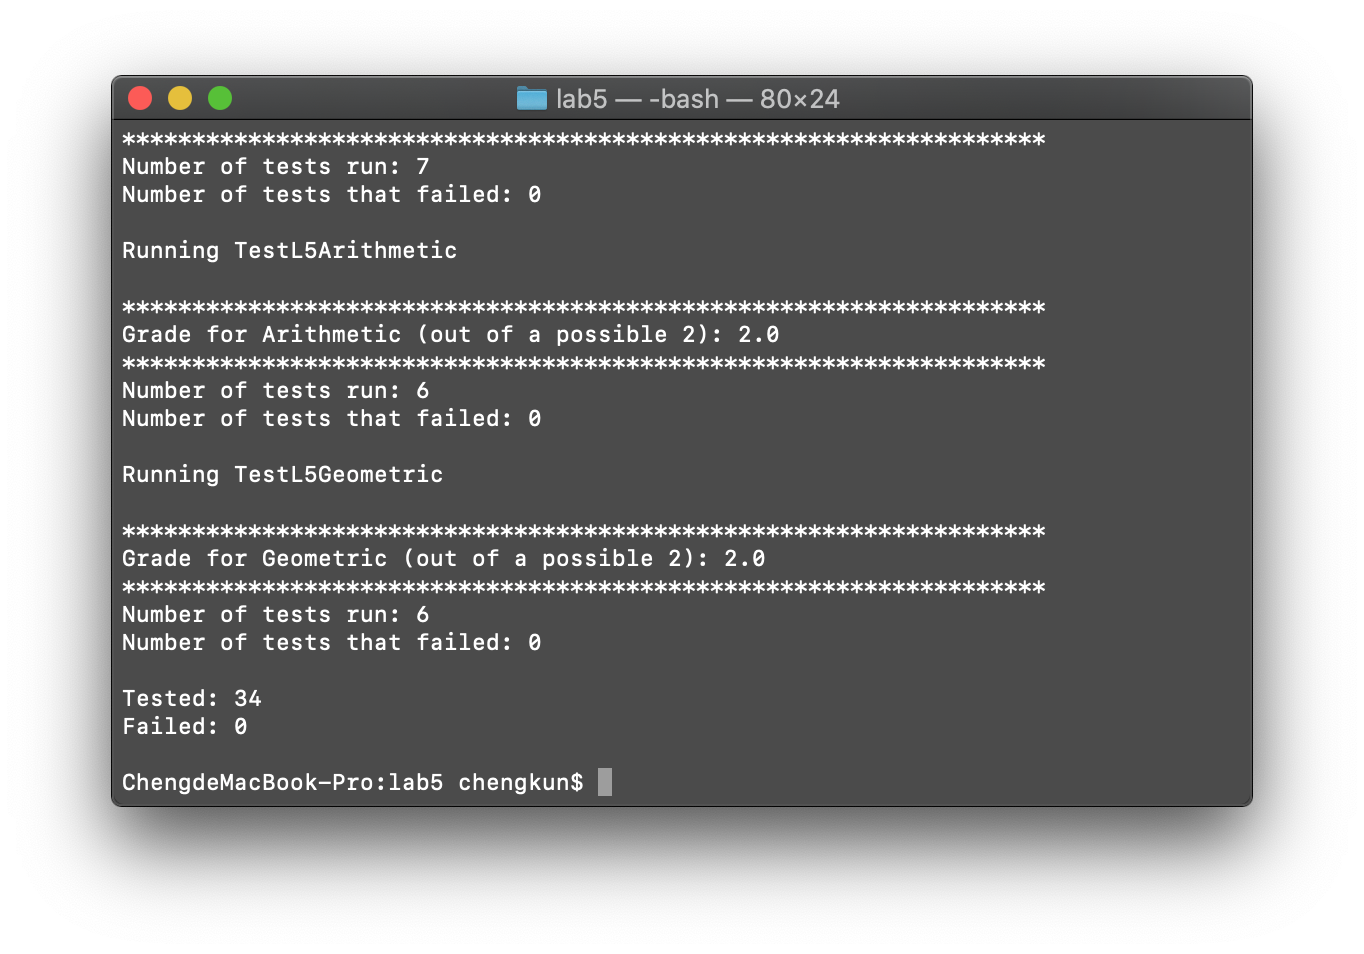 lab5 — -bash — 80×24
******************************************************************
Number of tests run: 7
Number of tests that failed: 0
Running TestL5Arithmetic
******************************************************************
Grade for Arithmetic (out of a possible 2): 2.0
******************************************************************
Number of tests run: 6
Number of tests that failed: 0
Running TestL5Geometric
******************************************************************
Grade for Geometric (out of a possible 2): 2.0
******************************************************************
Number of tests run: 6
Number of tests that failed: 0
Tested: 34
Failed: 0
ChengdeMacBook-Pro:lab5 chengkun$